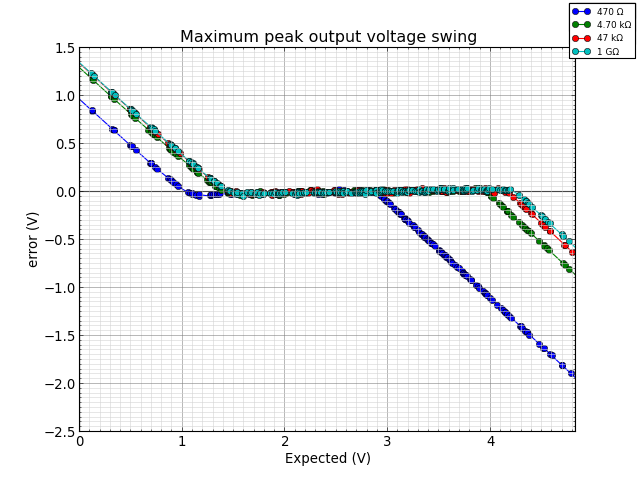 Maximum peak output voltage swing
470 Ω
4.70 kΩ
47 kΩ
1 GΩ
1.5
1.0
0.5
0.0
−0.5
−1.0
−1.5
−2.0
−2.5
error (V)
0 1 2 3 4
Expected (V)